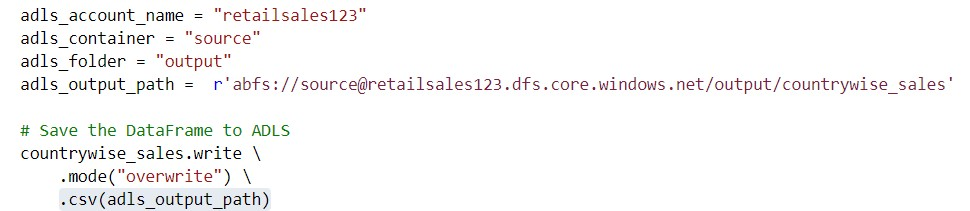 adls_account_name = "retailsales123"
adls_container = "source"
adls_folder = "output"
adls_output_path =  r'abfs://source@retailsales123.dfs.core.windows.net/output/countrywise_sales'

# Save the DataFrame to ADLS
countrywise_sales.write \
    .mode("overwrite") \
    .csv(adls_output_path)